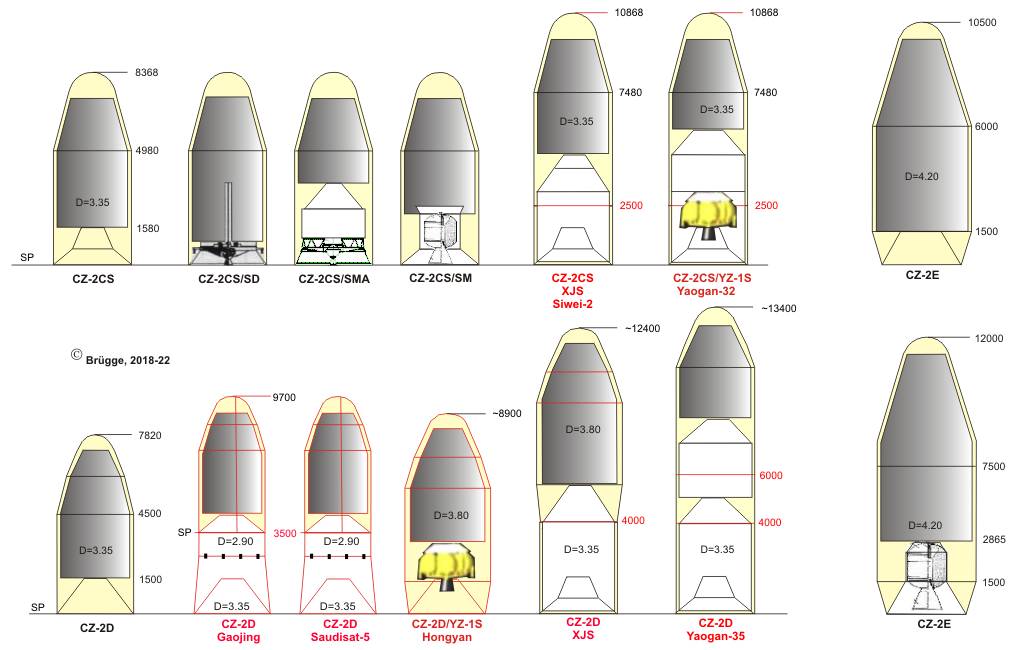 10868
10868
10500
8368
7480
7480
D=3.35
D=3.35
6000
4980
D=4.20
D=3.35
2500
2500
1580
1500
SP
CZ-2CS
CZ-2CS/SD
CZ-2CS/SMA
CZ-2CS/SM
CZ-2CS
XJS
Siwei-2
CZ-2CS/YZ-1S
Yaogan-32
CZ-2E
© Brügge, 2018-22
~13400
~12400
12000
9700
~8900
7820
D=3.80
7500
6000
4500
D=3.80
4000
4000
D=4.20
SP
3500
D=2.90
D=2.90
2865
D=3.35
D=3.35
D=3.35
1500
1500
SP
D=3.35
D=3.35
CZ-2D
CZ-2D
Gaojing
CZ-2D
Saudisat-5
CZ-2D/YZ-1S
Hongyan
CZ-2D
XJS
CZ-2D
Yaogan-35
CZ-2E